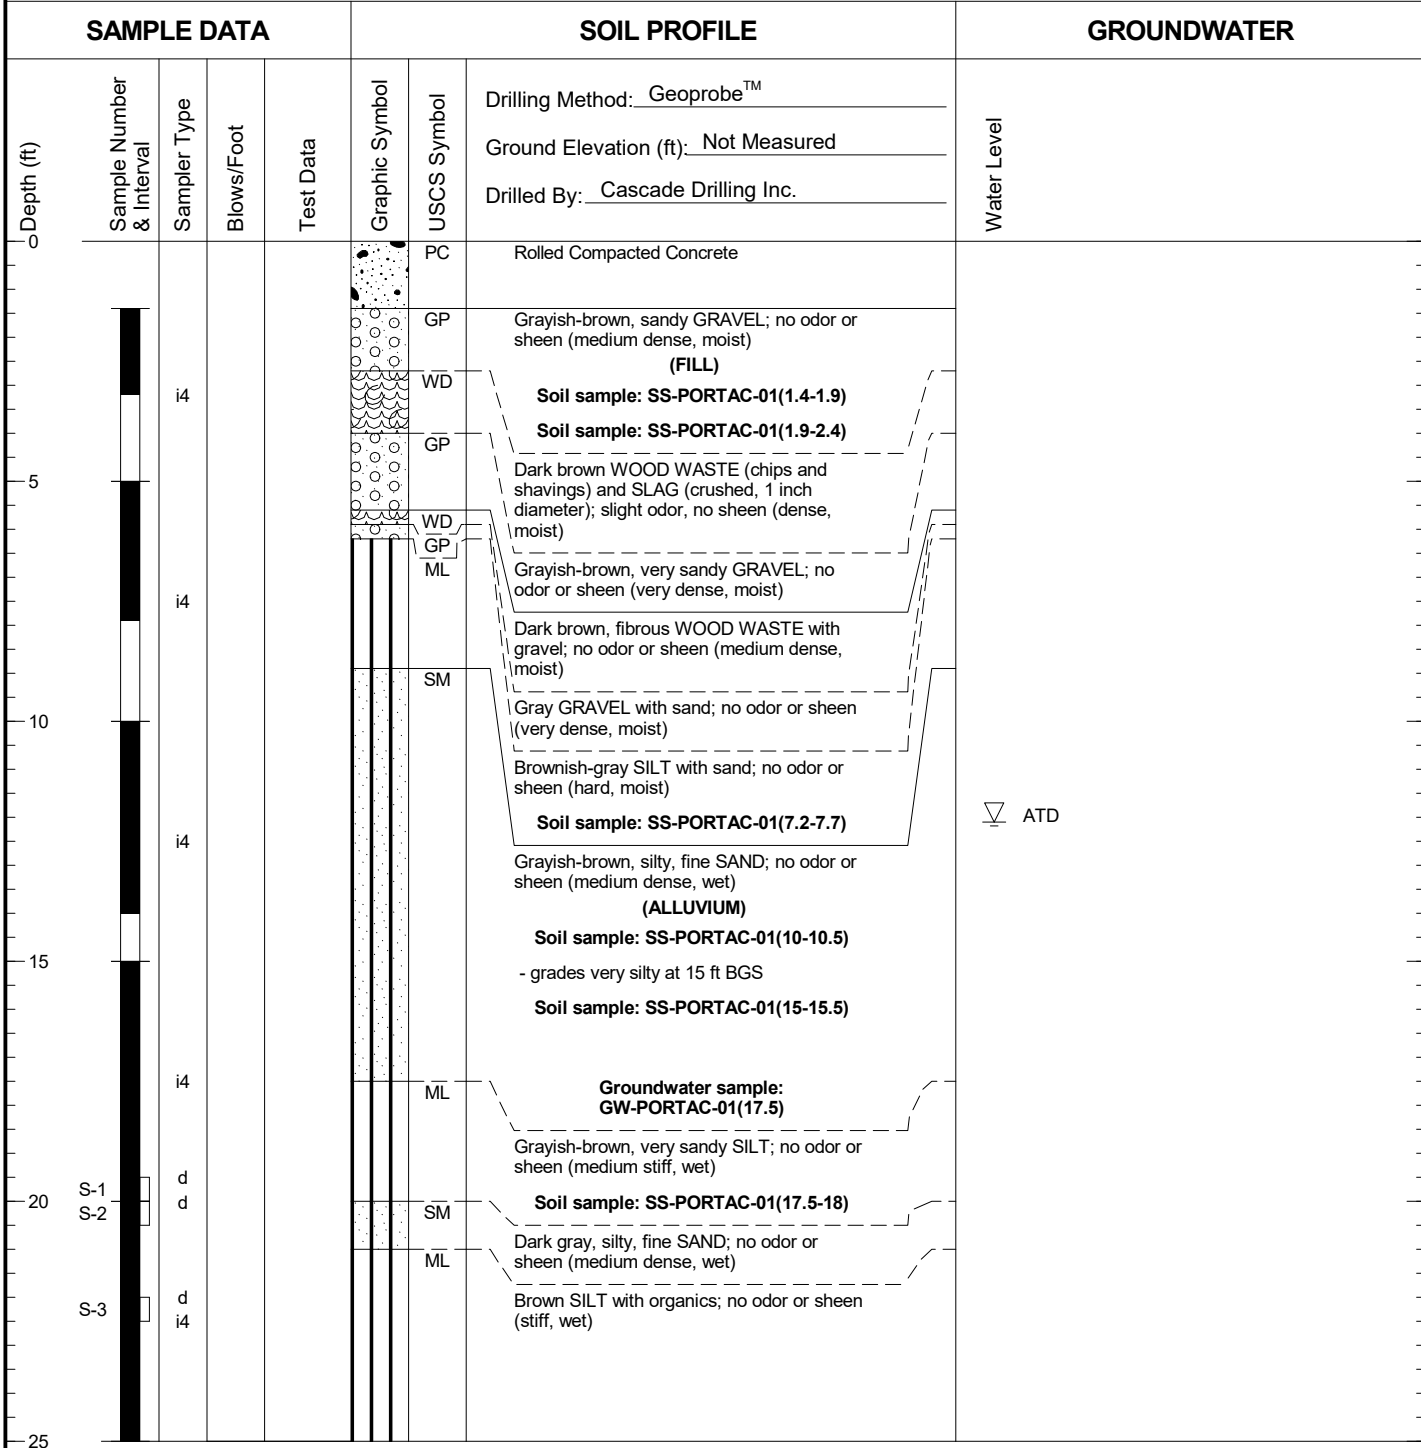 SAMPLE DATA
SOIL PROFILE
GROUNDWATER
Depth (ft)
Sample Number
& Interval
Sampler Type
Blows/Foot
Test Data
Graphic Symbol
USCS Symbol
Drilling Method: Geoprobe™
Ground Elevation (ft): Not Measured
Drilled By: Cascade Drilling Inc.
Water Level
0
PC
Rolled Compacted Concrete
GP
Grayish-brown, sandy GRAVEL; no odor or
sheen (medium dense, moist)
(FILL)
WD
i4
Soil sample: SS-PORTAC-01(1.4-1.9)
Soil sample: SS-PORTAC-01(1.9-2.4)
GP
5
Dark brown WOOD WASTE (chips and
shavings) and SLAG (crushed, 1 inch
diameter); slight odor, no sheen (dense,
moist)
WD
GP
ML
Grayish-brown, very sandy GRAVEL; no
odor or sheen (very dense, moist)
i4
Dark brown, fibrous WOOD WASTE with
gravel; no odor or sheen (medium dense,
moist)
SM
Gray GRAVEL with sand; no odor or sheen
(very dense, moist)
10
Brownish-gray SILT with sand; no odor or
sheen (hard, moist)
Soil sample: SS-PORTAC-01(7.2-7.7)
ATD
i4
Grayish-brown, silty, fine SAND; no odor or
sheen (medium dense, wet)
(ALLUVIUM)
Soil sample: SS-PORTAC-01(10-10.5)
15
- grades very silty at 15 ft BGS
Soil sample: SS-PORTAC-01(15-15.5)
i4
ML
Groundwater sample:
GW-PORTAC-01(17.5)
Grayish-brown, very sandy SILT; no odor or
sheen (medium stiff, wet)
S-1
d
20
d
Soil sample: SS-PORTAC-01(17.5-18)
S-2
SM
Dark gray, silty, fine SAND; no odor or
sheen (medium dense, wet)
ML
S-3
d
i4
Brown SILT with organics; no odor or sheen
(stiff, wet)
25